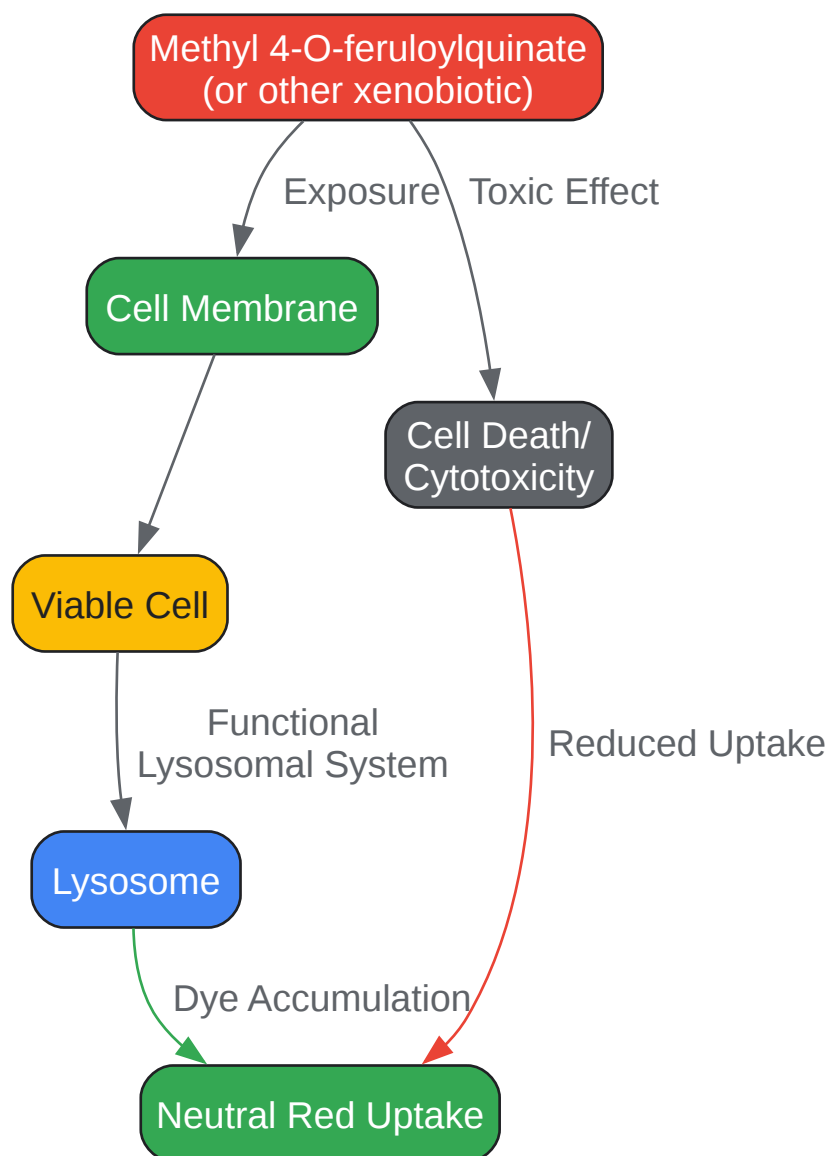 Methyl 4-O-feruloylquinate
(or other xenobiotic)
Exposure
Toxic Effect
Cell Membrane
Cell Death/
Cytotoxicity
Viable Cell
Functional
Lysosomal System
Reduced Uptake
Lysosome
Dye Accumulation
Neutral Red Uptake